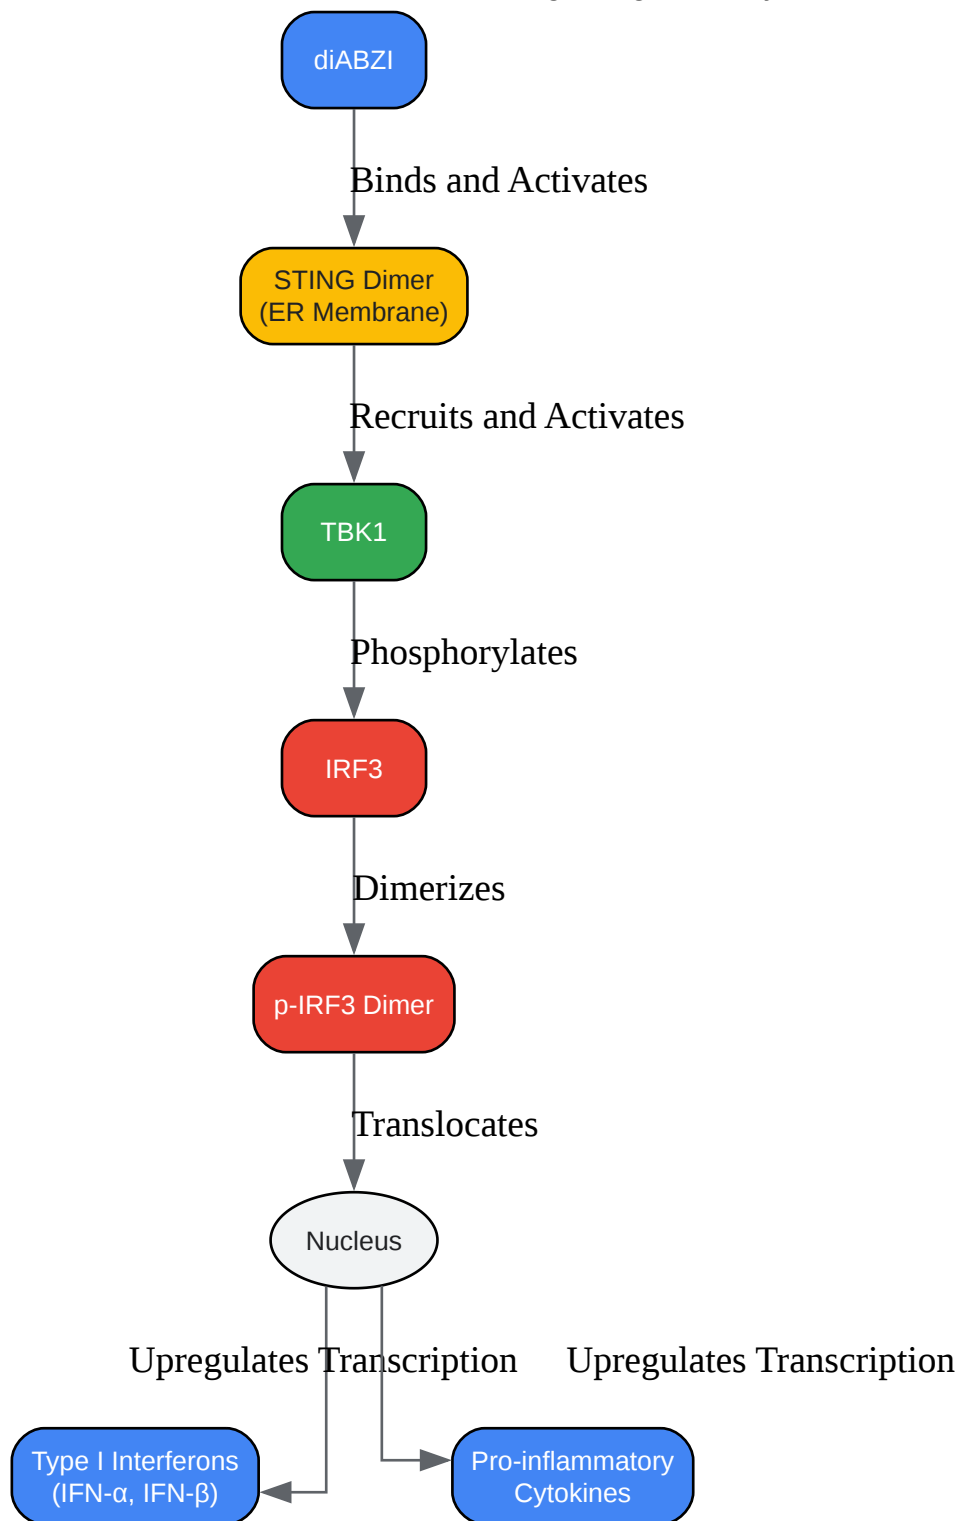 diABZI
Binds and Activates
STING Dimer
(ER Membrane)
Recruits and Activates
TBK1
Phosphorylates
IRF3
Dimerizes
p-IRF3 Dimer
Translocates
Nucleus
Upregulates Transcription
Upregulates Transcription
Type I Interferons
(IFN-α, IFN-β)
Pro-inflammatory
Cytokines